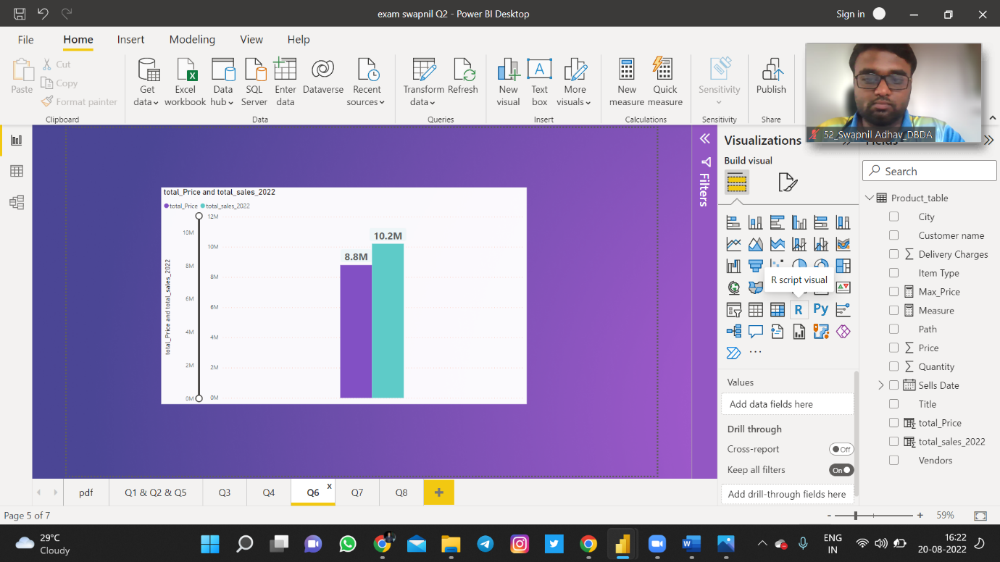 exam swapnil Q2 - Power BI Desktop
Sign in
File Home Insert Modeling View Help
Paste
Cut
Copy
Format painter
Clipboard
Get data
Excel workbook
Data hub
SQL Server
Enter data
Dataverse
Recent sources
Data
Transform data
Refresh
Queries
New visual
Text box
More visuals
Insert
New measure
Quick measure
Calculations
Sensitivity
Sensitivity
Publish
Share
52_Swapnil Adhav_DBDA
total_Price and total_sales_2022
total_Price total_sales_2022
total_Price and total_sales_2022
10M
8M
6M
4M
2M
0M
12M
10M
8M
6M
4M
2M
0M
8.8M
10.2M
Filters
Visualizations
Build visual
R script visual
R
Py
Values
Add data fields here
Drill through
Cross-report
Off
Keep all filters
On
Add drill-through fields here
Search
Product_table
City
Customer name
Delivery Charges
Item Type
Max_Price
Measure
Path
Price
Quantity
Sells Date
Title
total_Price
total_sales_2022
Vendors
pdf Q1 & Q2 & Q5 Q3 Q4 Q6 x Q7 Q8 +
Page 5 of 7
- + 59%
29°C
Cloudy
ENG
IN
16:22
20-08-2022